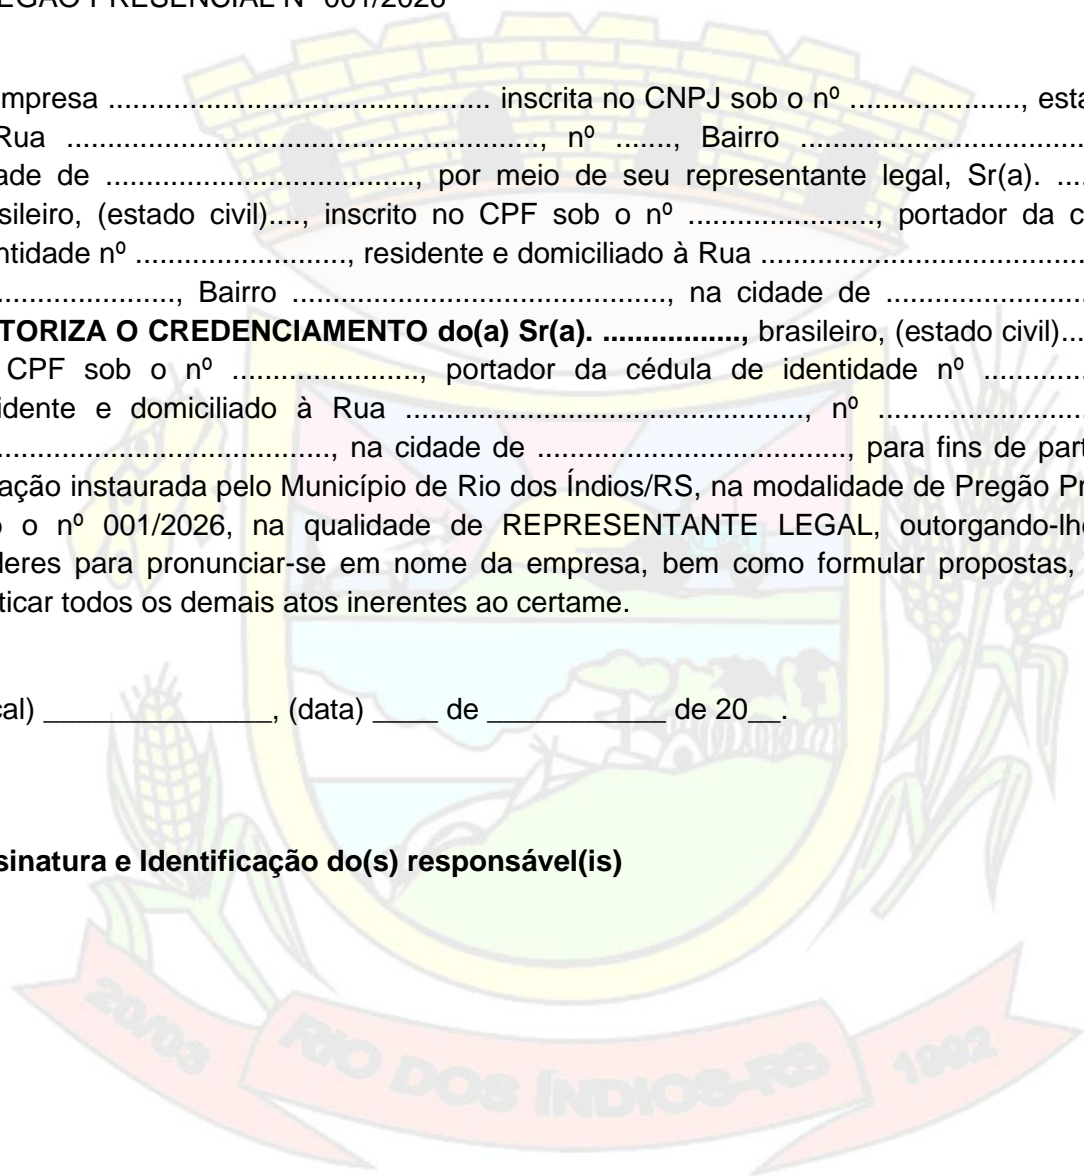 EGÃO PRESENCIAL Nº 001/2026
mpresa ............................................... inscrita no CNPJ sob o nº ....................., esta
Rua ..........................................................., nº ......., Bairro ...................................
ade de ......................................, por meio de seu representante legal, Sr(a). ....
sileiro, (estado civil)...., inscrito no CPF sob o nº ......................., portador da c
ntidade nº .........................., residente e domiciliado à Rua ........................................
......................, Bairro .............................................., na cidade de .........................
TORIZA O CREDENCIAMENTO do(a) Sr(a). ................., brasileiro, (estado civil)...
CPF sob o nº ......................., portador da cédula de identidade nº .............
idente e domiciliado à Rua ................................................, nº ..........................
........................................., na cidade de ......................................, para fins de part
ação instaurada pelo Município de Rio dos Índios/RS, na modalidade de Pregão Pr
o o nº 001/2026, na qualidade de REPRESENTANTE LEGAL, outorgando-lhe
deres para pronunciar-se em nome da empresa, bem como formular propostas,
ticar todos os demais atos inerentes ao certame.
cal) ______________, (data) ____ de ___________ de 20__.
sinatura e Identificação do(s) responsável(is)
20/03 RIO DOS ÍNDIOS-RS 1992